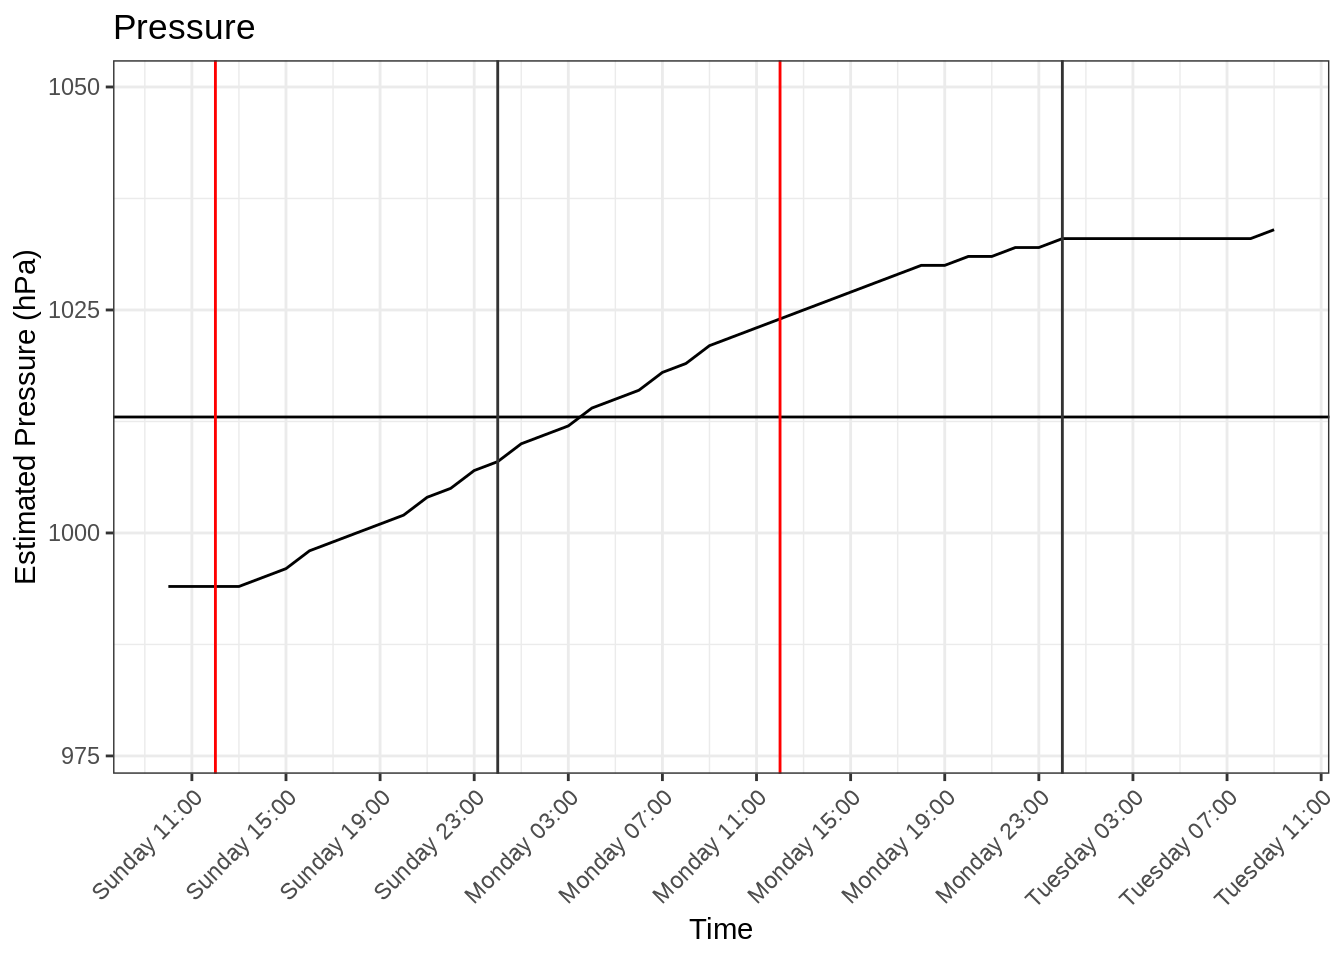 Pressure
Estimated Pressure (hPa)
1050
1025
1000
975
Sunday 11:00
Sunday 15:00
Sunday 19:00
Sunday 23:00
Monday 03:00
Monday 07:00
Monday 11:00
Monday 15:00
Monday 19:00
Monday 23:00
Tuesday 03:00
Tuesday 07:00
Tuesday 11:00
Time